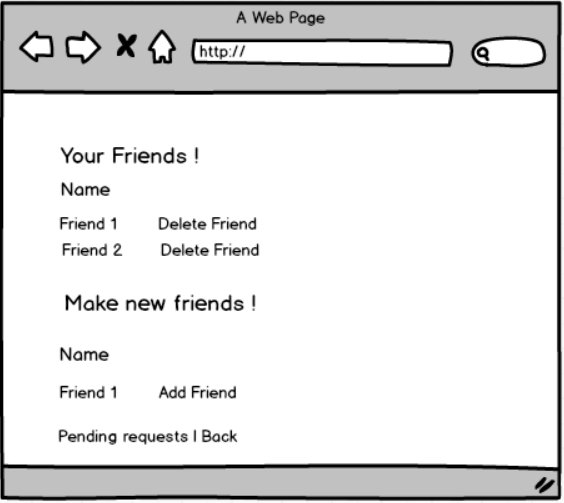 A Web Page
http://
Your Friends !
Name
Friend 1 Delete Friend
Friend 2 Delete Friend
Make new friends !
Name
Friend 1 Add Friend
Pending requests | Back